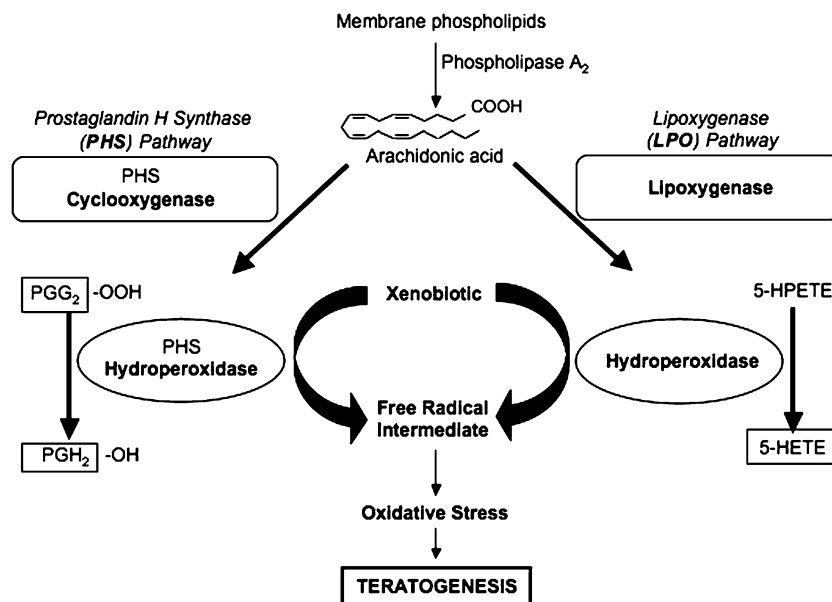 Membrane phospholipids
Phospholipase A2
COOH
Arachidonic acid
Prostaglandin H Synthase
(PHS) Pathway
PHS
Cyclooxygenase
Lipoxygenase
(LPO) Pathway
Lipoxygenase
PGG2 -OOH
PHS
Hydroperoxidase
PGH2 -OH
Xenobiotic
Free Radical
Intermediate
Oxidative Stress
TERATOGENESIS
5-HPETE
Hydroperoxidase
5-HETE